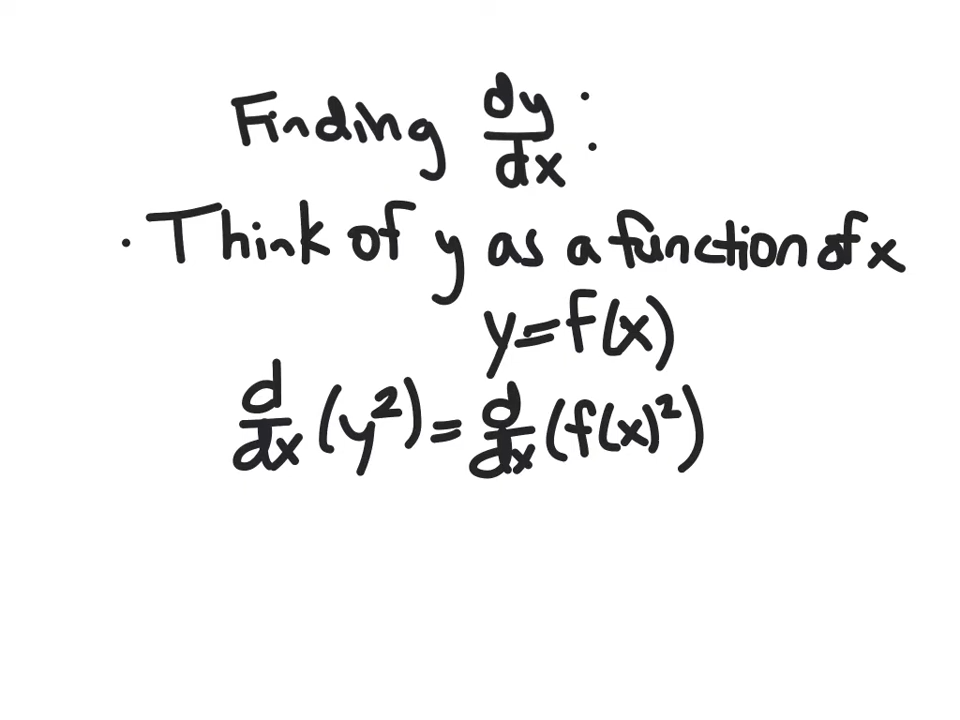 Finding dy/dx :
· Think of y as a function of x
y = f(x)
d/dx (y²) = d/dx (f(x)²)